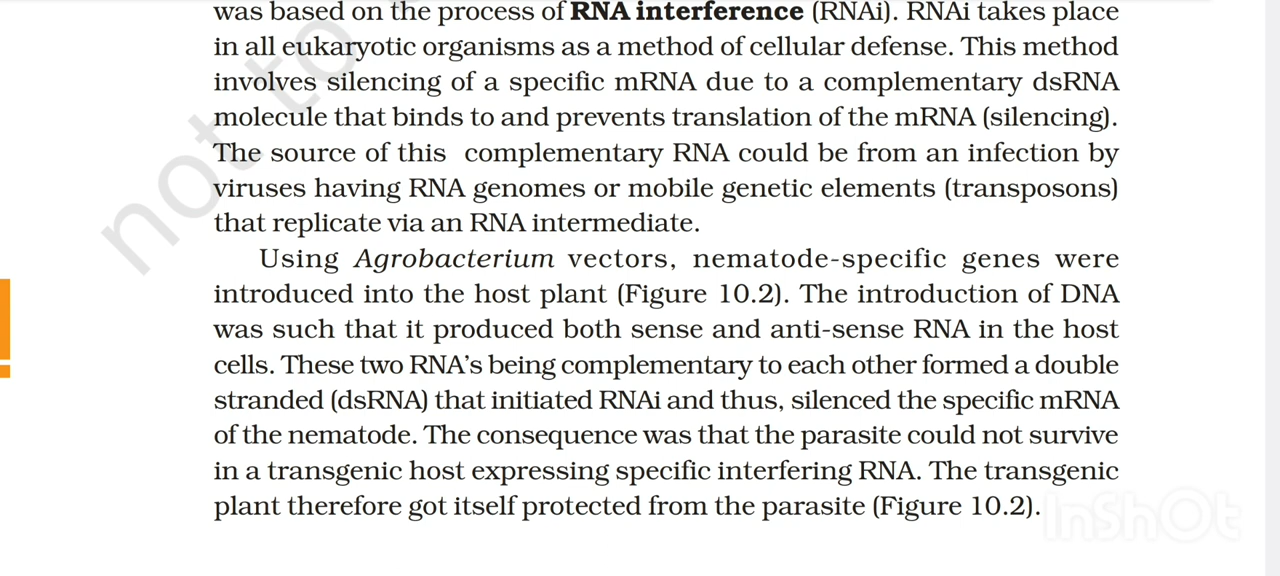 was based on the process of RNA interference (RNAi). RNAi takes place
in all eukaryotic organisms as a method of cellular defense. This method
involves silencing of a specific mRNA due to a complementary dsRNA
molecule that binds to and prevents translation of the mRNA (silencing).
The source of this complementary RNA could be from an infection by
viruses having RNA genomes or mobile genetic elements (transposons)
that replicate via an RNA intermediate.
Using Agrobacterium vectors, nematode-specific genes were
introduced into the host plant (Figure 10.2). The introduction of DNA
was such that it produced both sense and anti-sense RNA in the host
cells. These two RNA's being complementary to each other formed a double
stranded (dsRNA) that initiated RNAi and thus, silenced the specific mRNA
of the nematode. The consequence was that the parasite could not survive
in a transgenic host expressing specific interfering RNA. The transgenic
plant therefore got itself protected from the parasite (Figure 10.2).
not to
InShOt